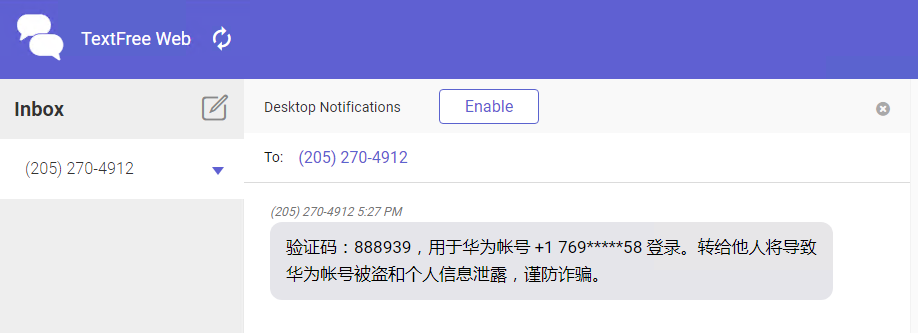 TextFree Web
Inbox
(205) 270-4912
Desktop Notifications
Enable
To: (205) 270-4912
(205) 270-4912 5:27 PM
验证码：888939，用于华为帐号 +1 769*****58 登录。转给他人将导致
华为帐号被盗和个人信息泄露，谨防诈骗。